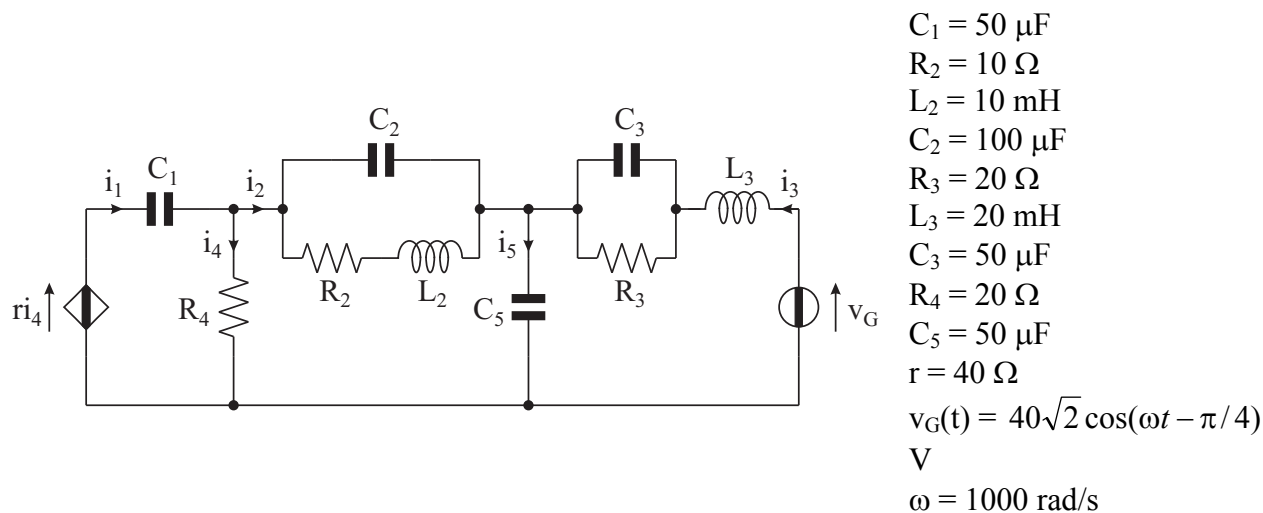 C₁ = 50 μF
R₂ = 10 Ω
L₂ = 10 mH
C₂ = 100 μF
R₃ = 20 Ω
L₃ = 20 mH
C₃ = 50 μF
R₄ = 20 Ω
C₅ = 50 μF
r = 40 Ω
v_G(t) = 40√2 cos(ωt – π/4)
V
ω = 1000 rad/s
C₂
C₃
i₁
C₁
i₂
L₃
i₃
i₄
i₅
R₂
L₂
R₃
ri₄
R₄
C₅
v_G